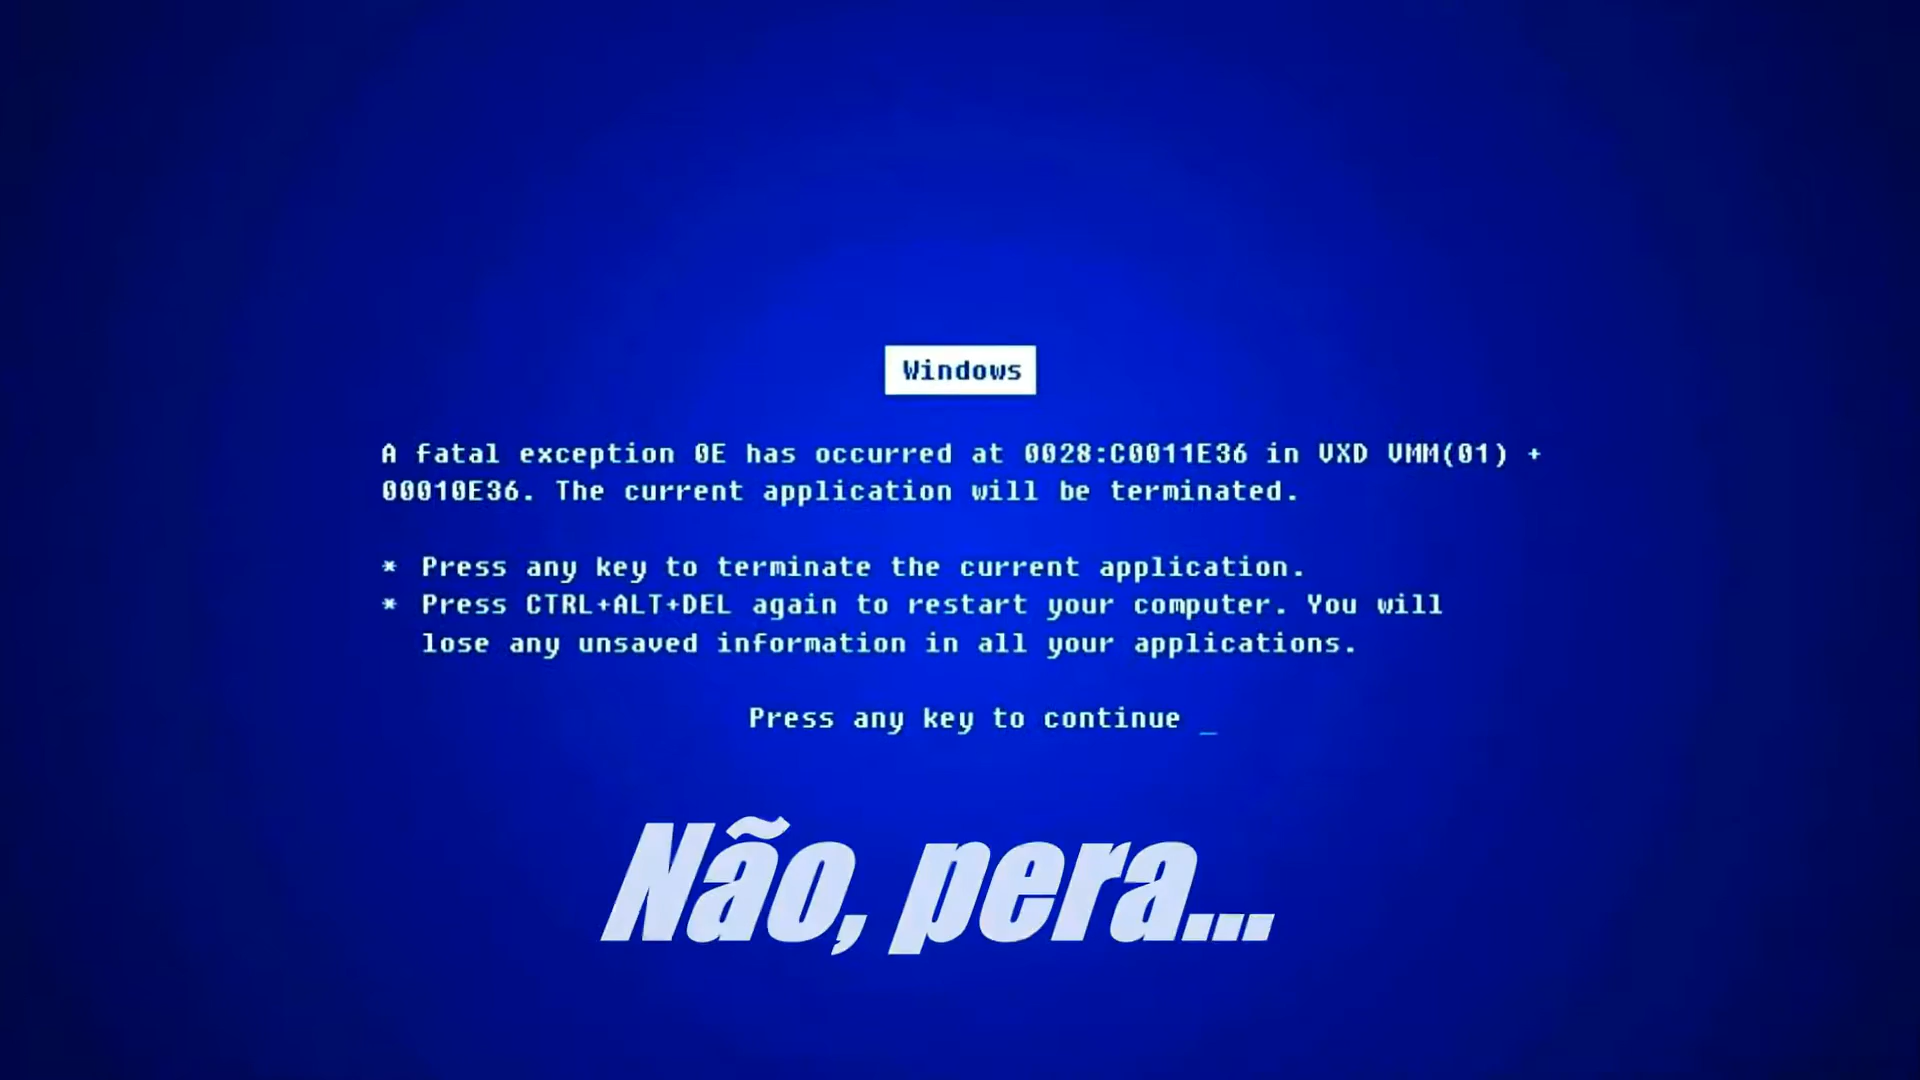 Windows
A fatal exception 0E has occurred at 0028:C0011E36 in VXD VMM(01) +
00010E36. The current application will be terminated.
* Press any key to terminate the current application.
* Press CTRL+ALT+DEL again to restart your computer. You will
lose any unsaved information in all your applications.
Press any key to continue _
Não, pera...